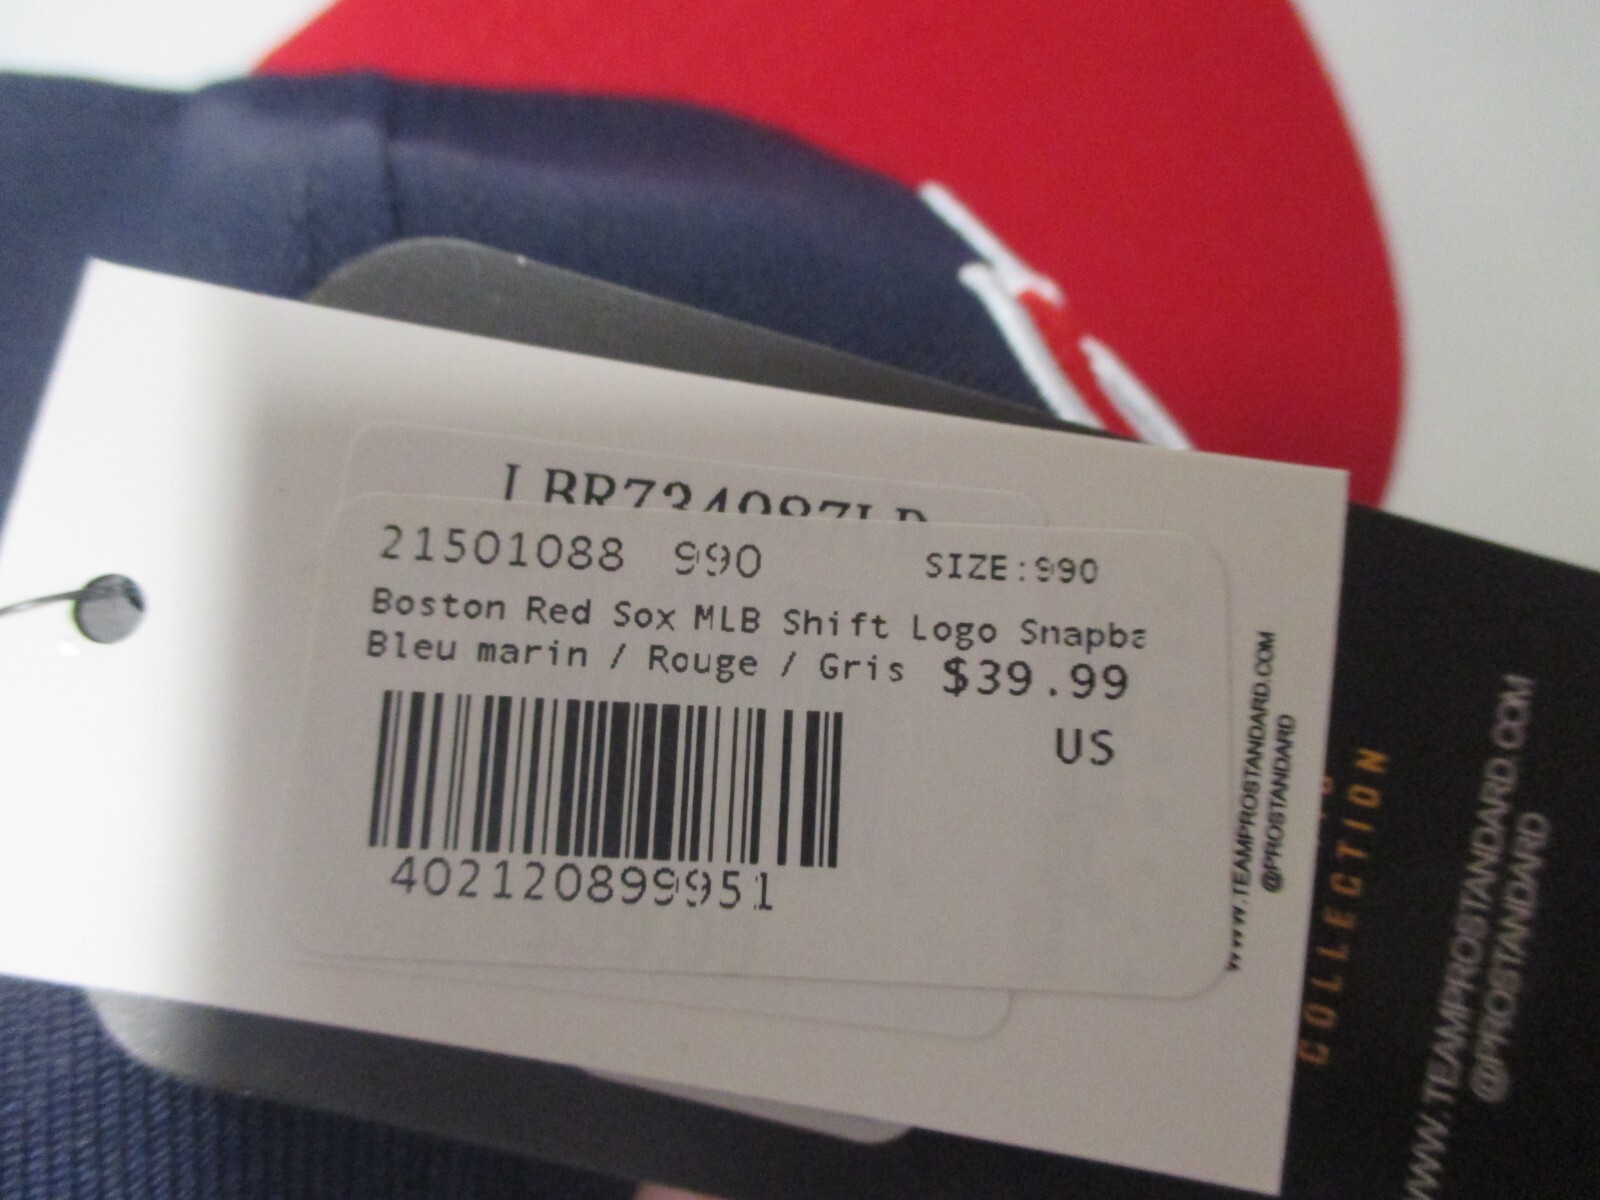 21501088 990 SIZE:990
Boston Red Sox MLB Shift Logo Snapba
Bleu marin / Rouge / Gris $39.99
US
402120899951
WWW.TEAMPROSTANDARD.COM
@PROSTANDARD
COLLECTION
WWW.TEAMPROSTANDARD.COM
@PROSTANDARD